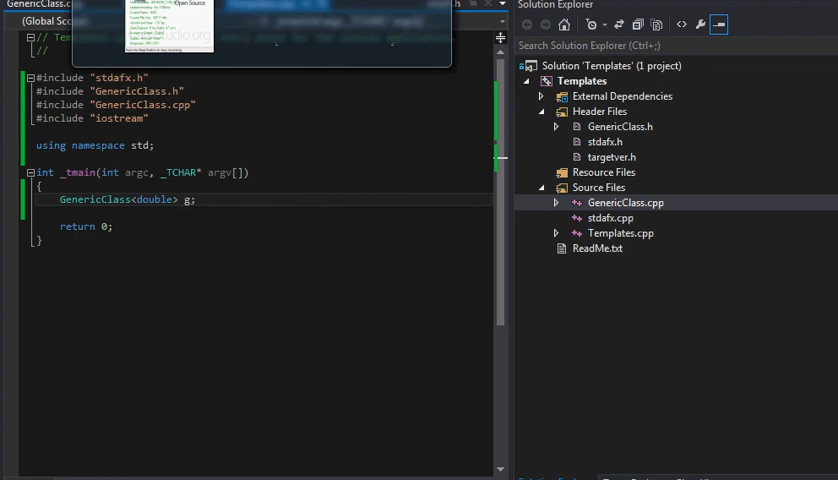 GenericClass.cp
(Global Sco
// Te
//
Open Source
#include "stdafx.h"
#include "GenericClass.h"
#include "GenericClass.cpp"
#include "iostream"
using namespace std;
int _tmain(int argc, _TCHAR* argv[])
{
GenericClass<double> g;
return 0;
}
Solution Explorer
Search Solution Explorer (Ctrl+;)
Solution 'Templates' (1 project)
Templates
External Dependencies
Header Files
GenericClass.h
stdafx.h
targetver.h
Resource Files
Source Files
GenericClass.cpp
stdafx.cpp
Templates.cpp
ReadMe.txt